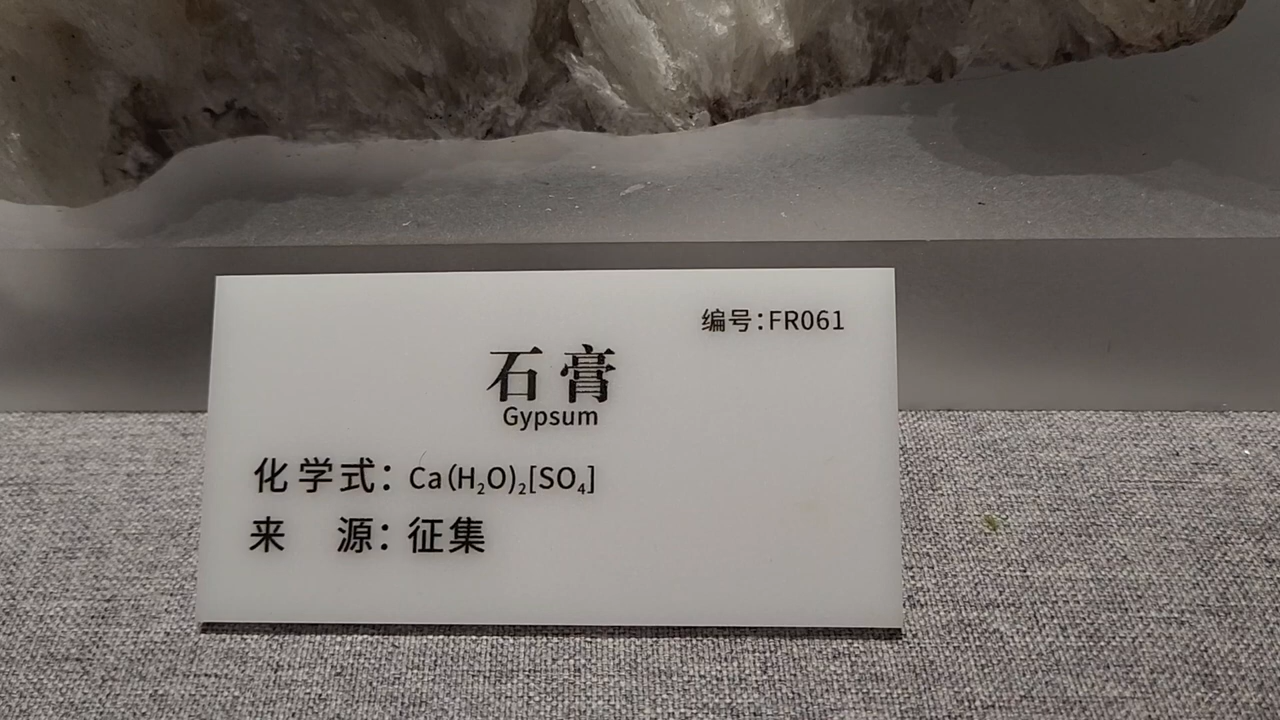 编号:FR061
石膏
Gypsum
化学式: Ca(H₂O)₂[SO₄]
来 源: 征集